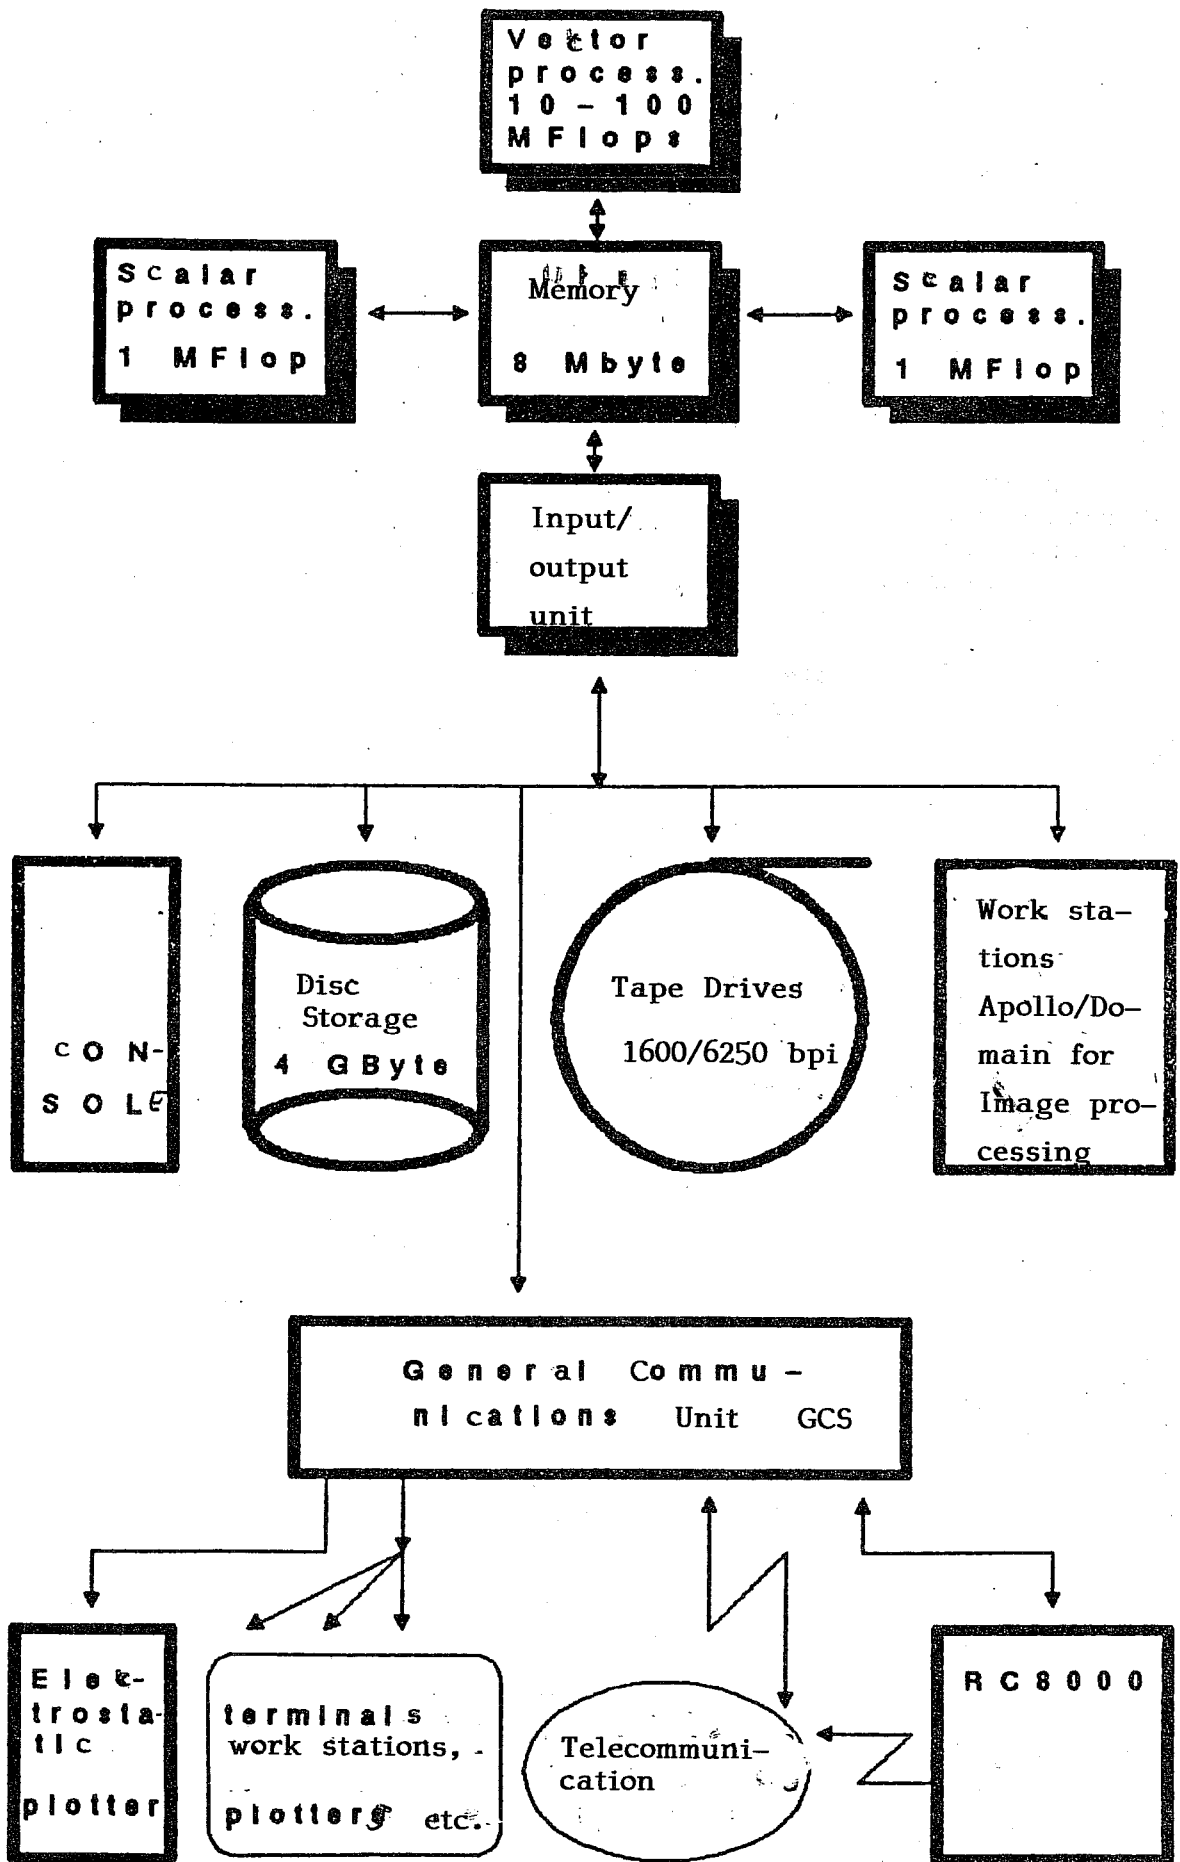 Vector
process.
10-100
MFlops
Scalar
process.
1 MFlop
Memory
8 Mbyte
Scalar
process.
1 MFlop
Input/
output
unit
CON-
SOLE
Disc
Storage
4 GByte
Tape Drives
1600/6250 bpi
Work sta-
tions
Apollo/Do-
main for
Image pro-
cessing
General Commu-
nications Unit GCS
Elek-
trosta-
tic
plotter
terminals
work stations,
plotters etc.
Telecommuni-
cation
RC8000